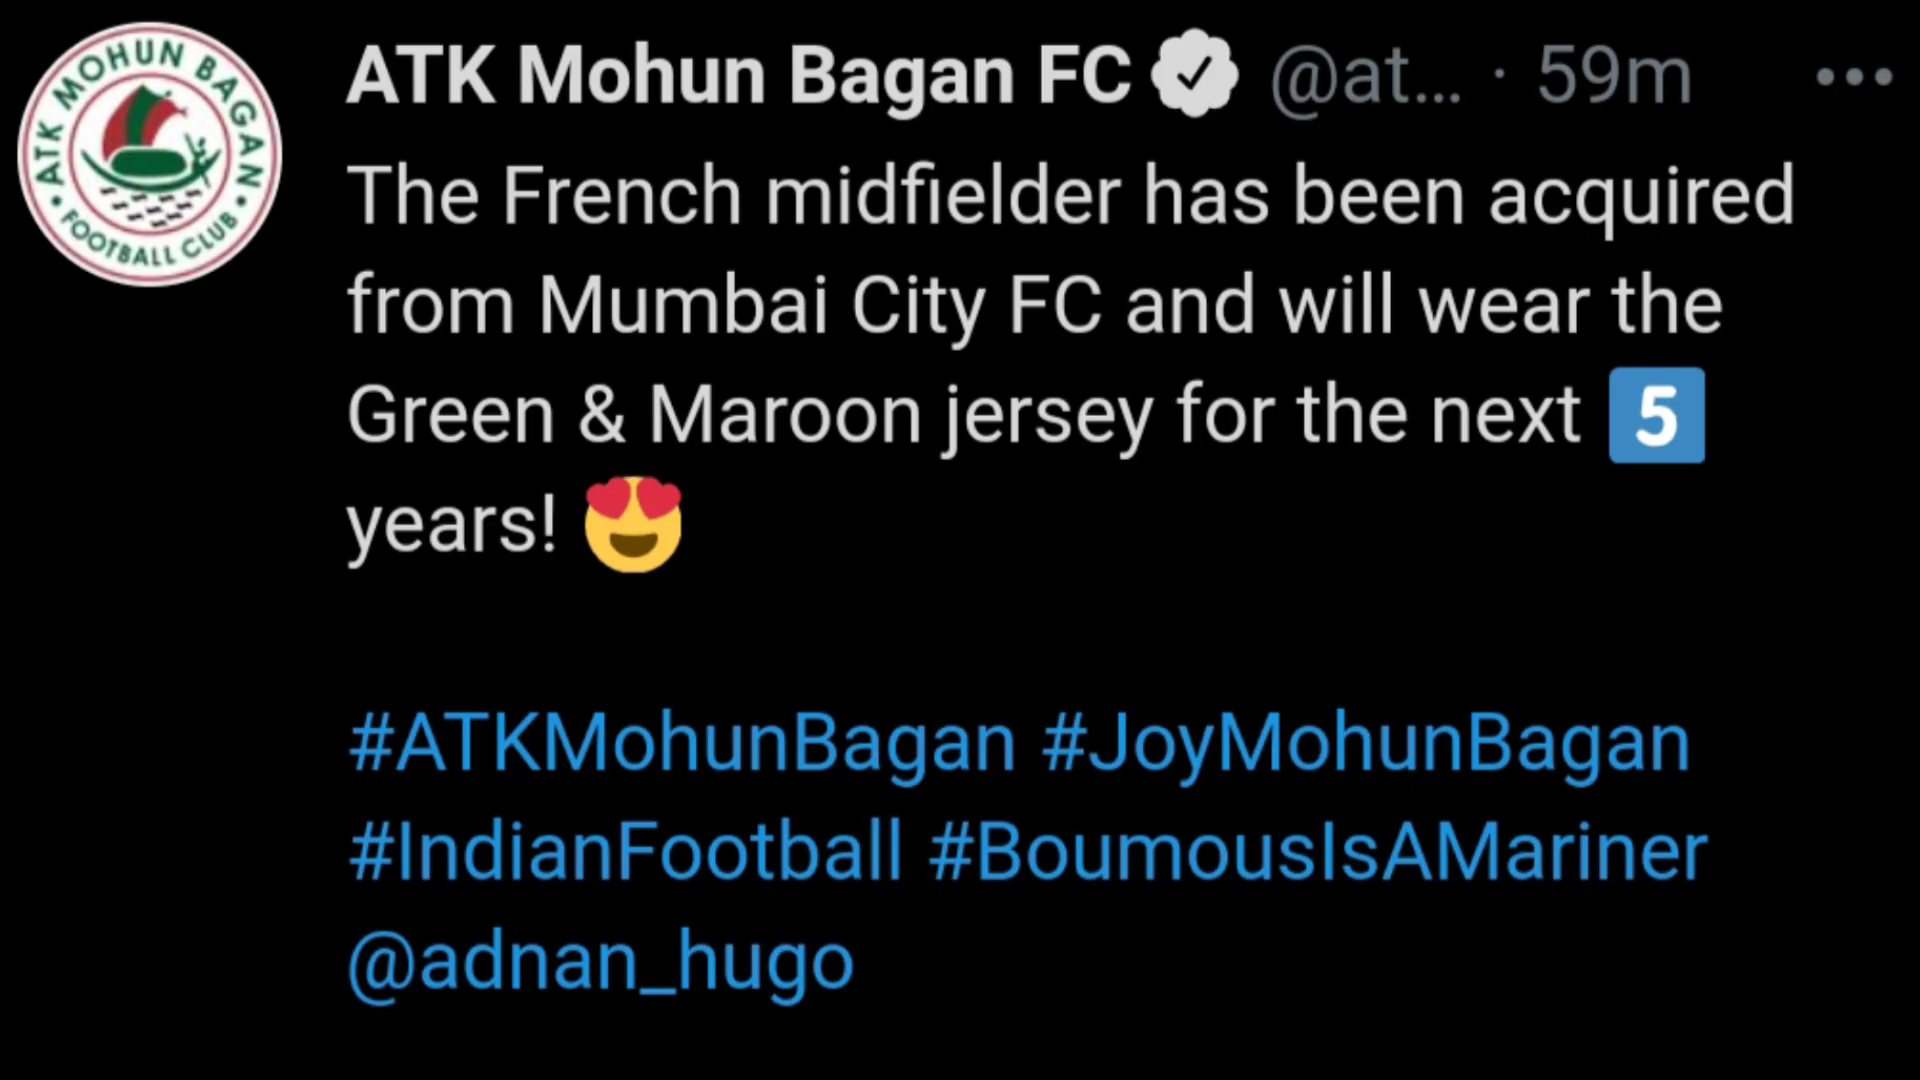 ATK MOHUN BAGAN
FOOTBALL CLUB
ATK Mohun Bagan FC @at... · 59m
The French midfielder has been acquired
from Mumbai City FC and will wear the
Green & Maroon jersey for the next 5️⃣
years! 😍
#ATKMohunBagan #JoyMohunBagan
#IndianFootball #BoumousIsAMariner
@adnan_hugo